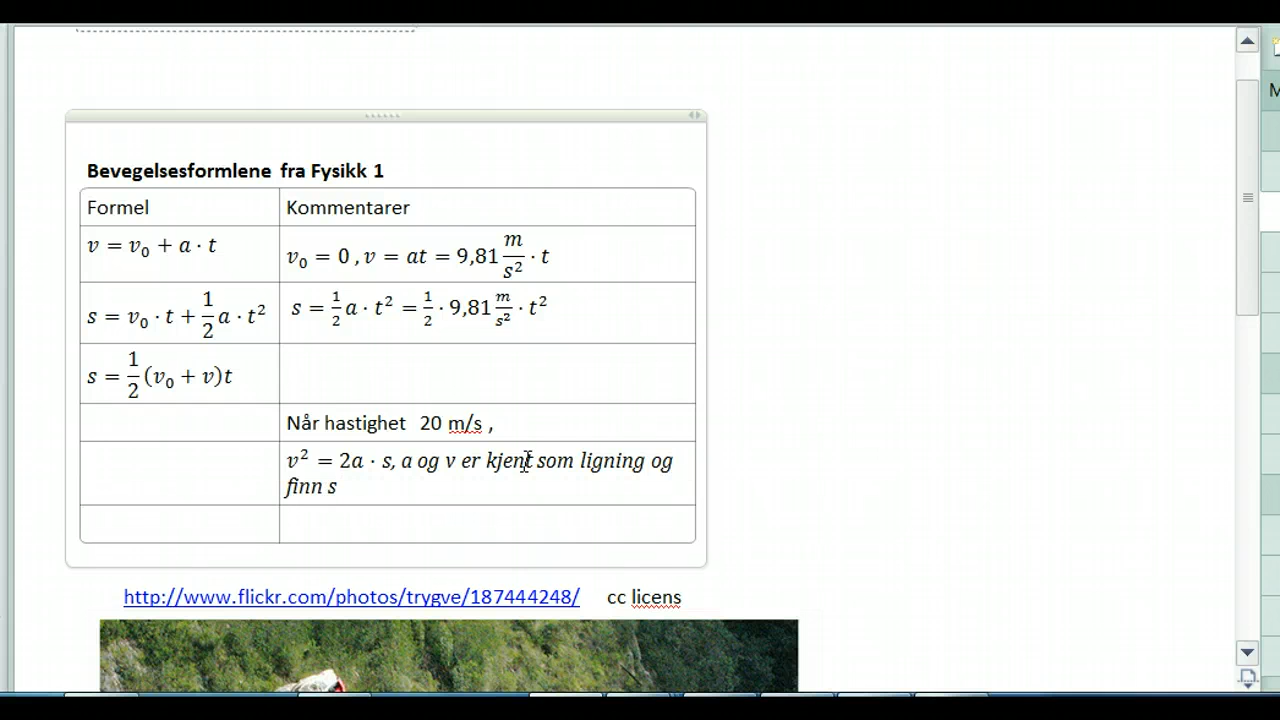 Bevegelsesformlene fra Fysikk 1
Formel Kommentarer
v = v₀ + a · t v₀ = 0 , v = at = 9,81 m/s² · t
s = v₀ · t + 1/2 a · t² s = 1/2 a · t² = 1/2 · 9,81 m/s² · t²
s = 1/2 (v₀ + v)t
Når hastighet 20 m/s ,
v² = 2a · s, a og v er kjent som ligning og
finn s
http://www.flickr.com/photos/trygve/187444248/ cc licens
M